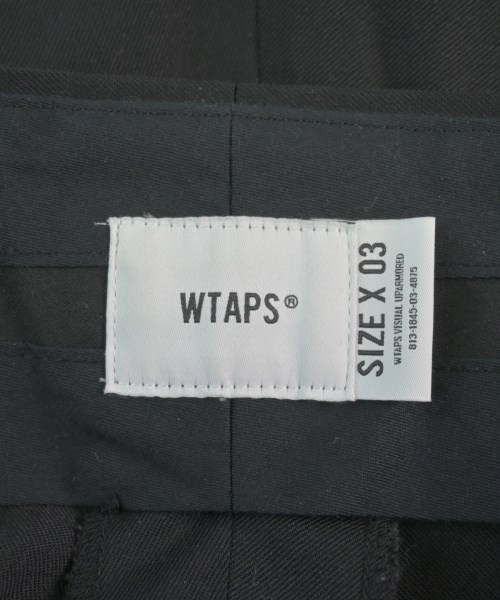 WTAPS®
SIZE X 03
WTAPS VISUAL UPARMORED
813-1845-03-4875